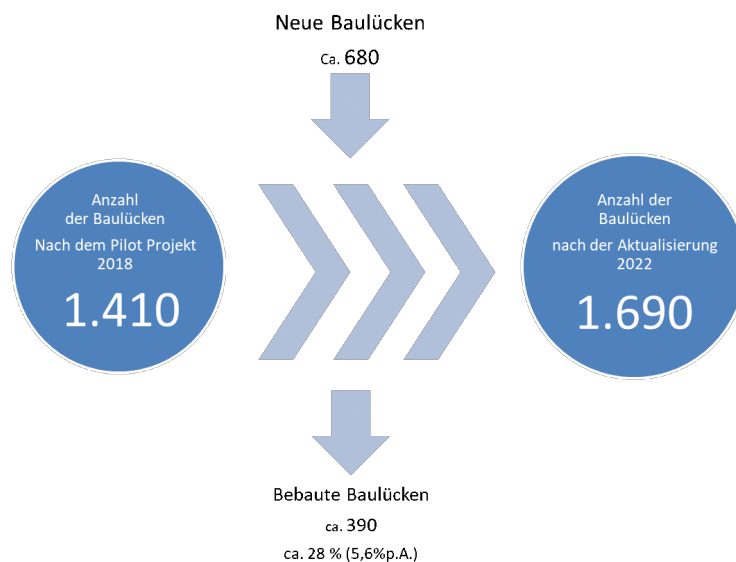 Neue Baulücken
Ca. 680
Anzahl
der Baulücken
Nach dem Pilot Projekt
2018
1.410
Anzahl der
Baulücken
nach der Aktualisierung
2022
1.690
Bebaute Baulücken
ca. 390
ca. 28 % (5,6%p.A.)